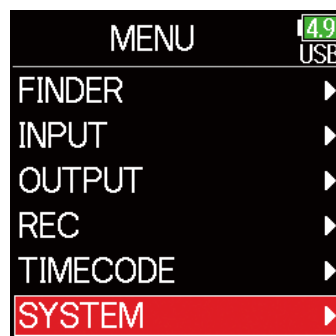 MENU
4.9
USB
FINDER
INPUT
OUTPUT
REC
TIMECODE
SYSTEM